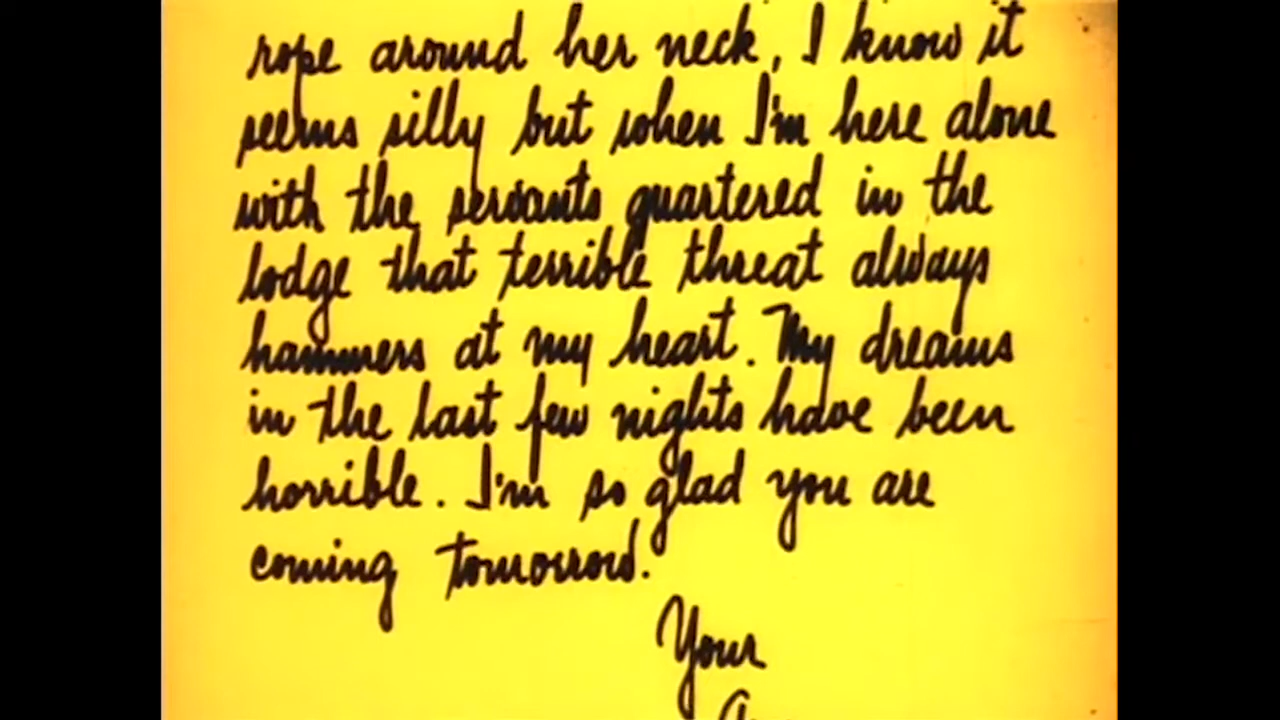 rope around her neck, I know it
seems silly but when I'm here alone
with the servants quartered in the
lodge that terrible threat always
hammers at my heart. My dreams
in the last few nights have been
horrible. I'm so glad you are
coming tomorrow.
Your